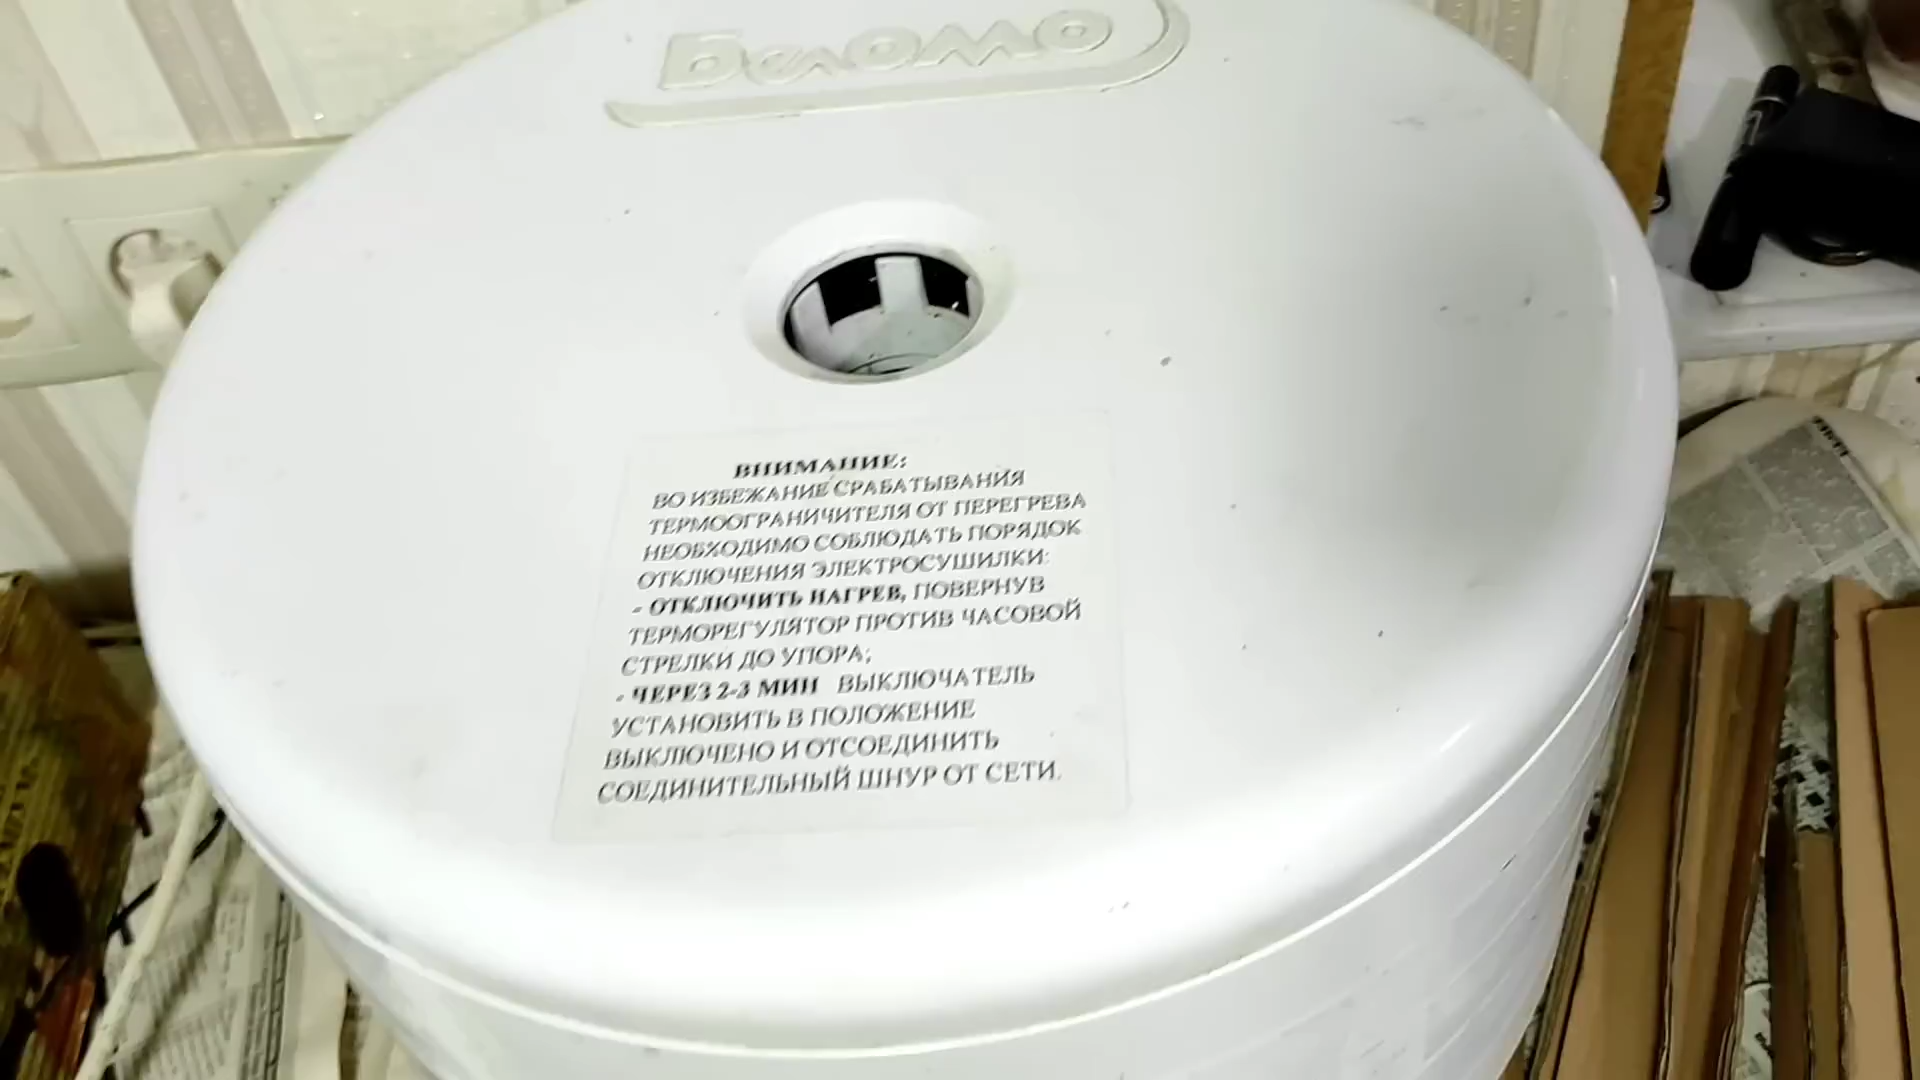 БелОМО
ВНИМАНИЕ:
ВО ИЗБЕЖАНИЕ СРАБАТЫВАНИЯ
ТЕРМООГРАНИЧИТЕЛЯ ОТ ПЕРЕГРЕВА
НЕОБХОДИМО СОБЛЮДАТЬ ПОРЯДОК
ОТКЛЮЧЕНИЯ ЭЛЕКТРОСУШИЛКИ:
- ОТКЛЮЧИТЬ НАГРЕВ, ПОВЕРНУВ
ТЕРМОРЕГУЛЯТОР ПРОТИВ ЧАСОВОЙ
СТРЕЛКИ ДО УПОРА;
- ЧЕРЕЗ 2-3 МИН ВЫКЛЮЧАТЕЛЬ
УСТАНОВИТЬ В ПОЛОЖЕНИЕ
ВЫКЛЮЧЕНО И ОТСОЕДИНИТЬ
СОЕДИНИТЕЛЬНЫЙ ШНУР ОТ СЕТИ.